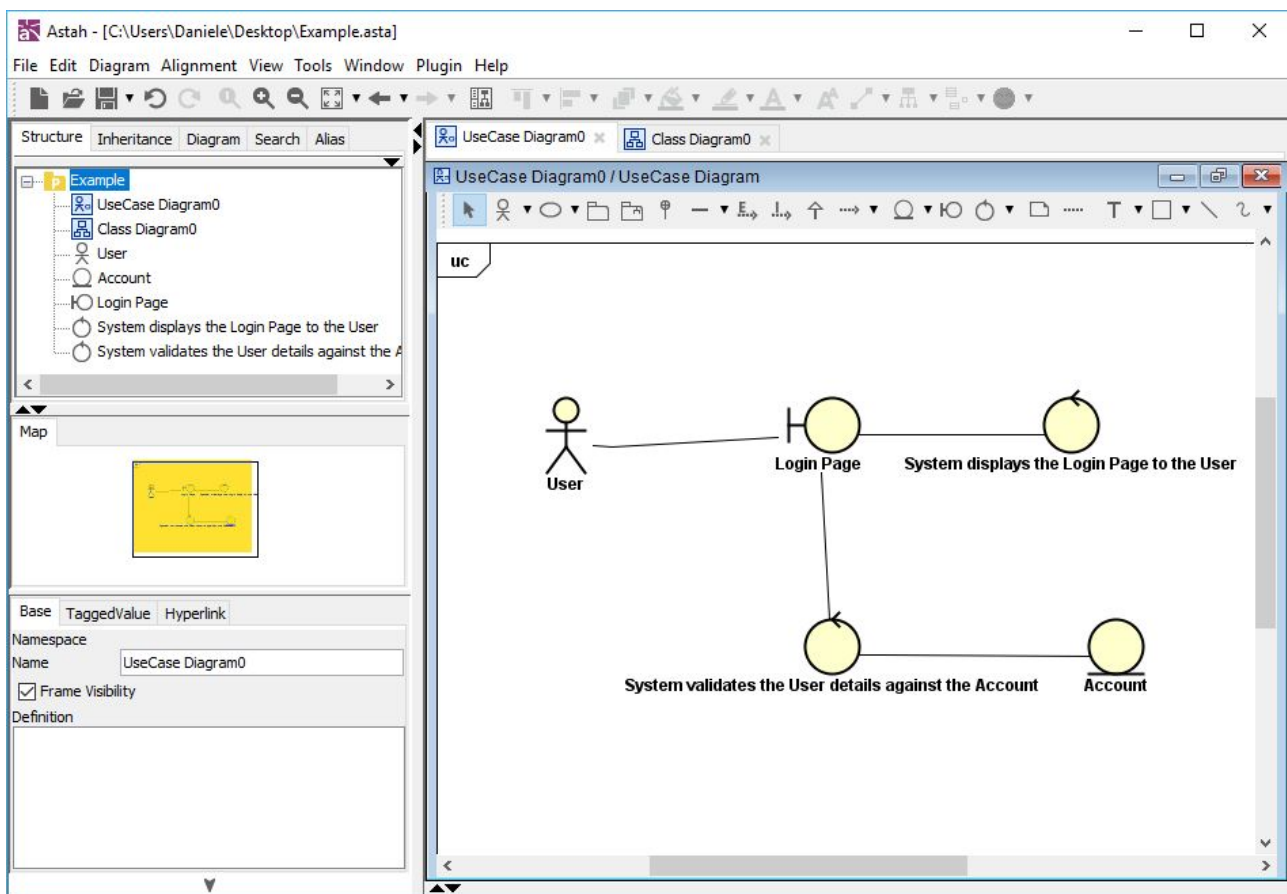 Astah - [C:\Users\Daniele\Desktop\Example.asta]
File Edit Diagram Alignment View Tools Window Plugin Help
Structure Inheritance Diagram Search Alias
Example
UseCase Diagram0
Class Diagram0
User
Account
Login Page
System displays the Login Page to the User
System validates the User details against the A
Map
Base TaggedValue Hyperlink
Namespace
Name UseCase Diagram0
Frame Visibility
Definition
UseCase Diagram0 Class Diagram0
UseCase Diagram0 / UseCase Diagram
uc
User
Login Page
System displays the Login Page to the User
System validates the User details against the Account
Account